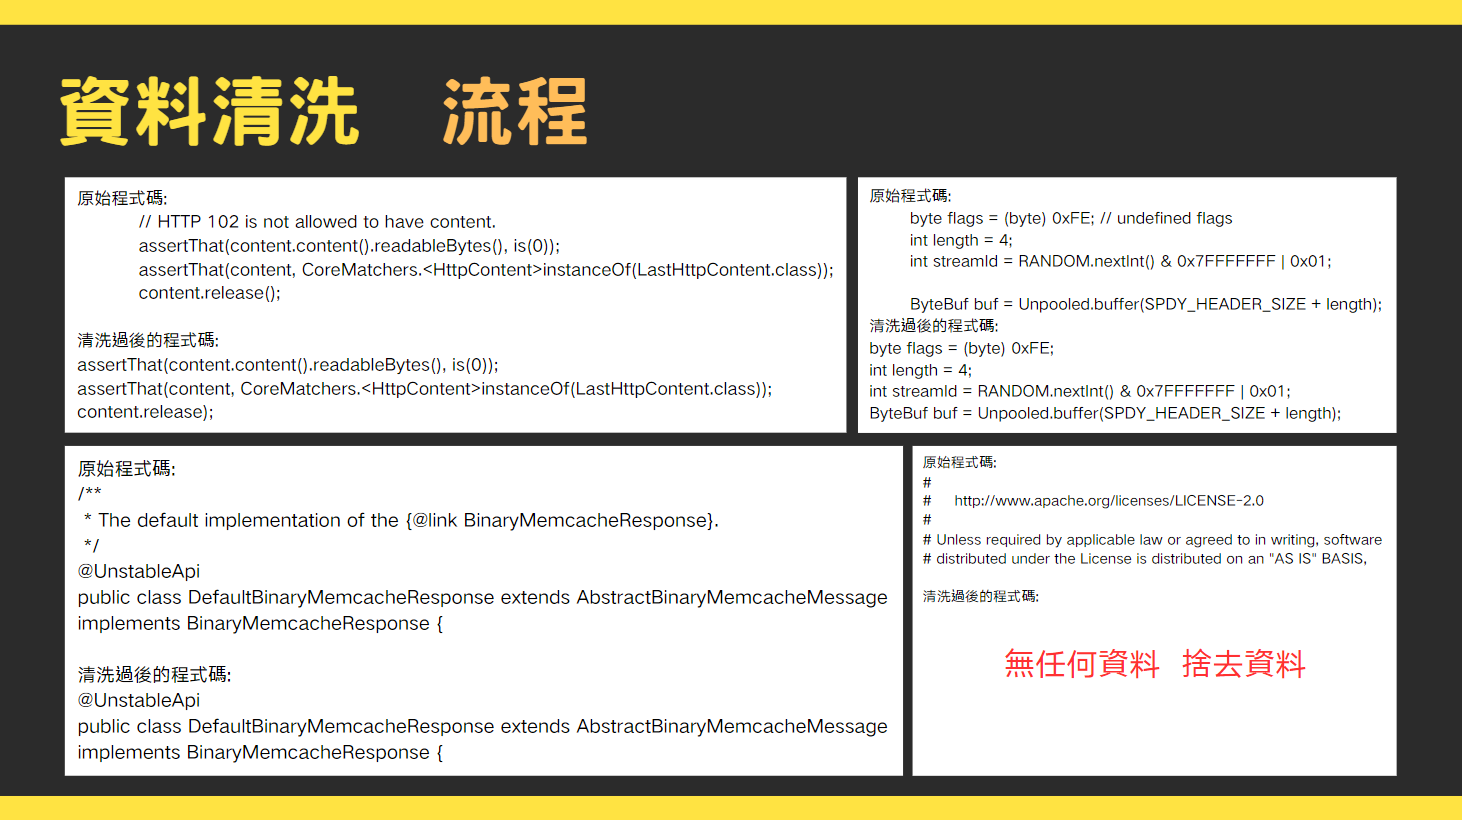 資料清洗 流程
原始程式碼:
// HTTP 102 is not allowed to have content.
assertThat(content.content().readableBytes(), is(0));
assertThat(content, CoreMatchers.<HttpContent>instanceOf(LastHttpContent.class));
content.release();
清洗過後的程式碼:
assertThat(content.content().readableBytes(), is(0));
assertThat(content, CoreMatchers.<HttpContent>instanceOf(LastHttpContent.class));
content.release);
原始程式碼:
byte flags = (byte) 0xFE; // undefined flags
int length = 4;
int streamId = RANDOM.nextInt() & 0x7FFFFFFF | 0x01;
ByteBuf buf = Unpooled.buffer(SPDY_HEADER_SIZE + length);
清洗過後的程式碼:
byte flags = (byte) 0xFE;
int length = 4;
int streamId = RANDOM.nextInt() & 0x7FFFFFFF | 0x01;
ByteBuf buf = Unpooled.buffer(SPDY_HEADER_SIZE + length);
原始程式碼:
/**
* The default implementation of the {@link BinaryMemcacheResponse}.
*/
@UnstableApi
public class DefaultBinaryMemcacheResponse extends AbstractBinaryMemcacheMessage
implements BinaryMemcacheResponse {
清洗過後的程式碼:
@UnstableApi
public class DefaultBinaryMemcacheResponse extends AbstractBinaryMemcacheMessage
implements BinaryMemcacheResponse {
原始程式碼:
#
# http://www.apache.org/licenses/LICENSE-2.0
#
# Unless required by applicable law or agreed to in writing, software
# distributed under the License is distributed on an "AS IS" BASIS,
清洗過後的程式碼:
無任何資料 捨去資料